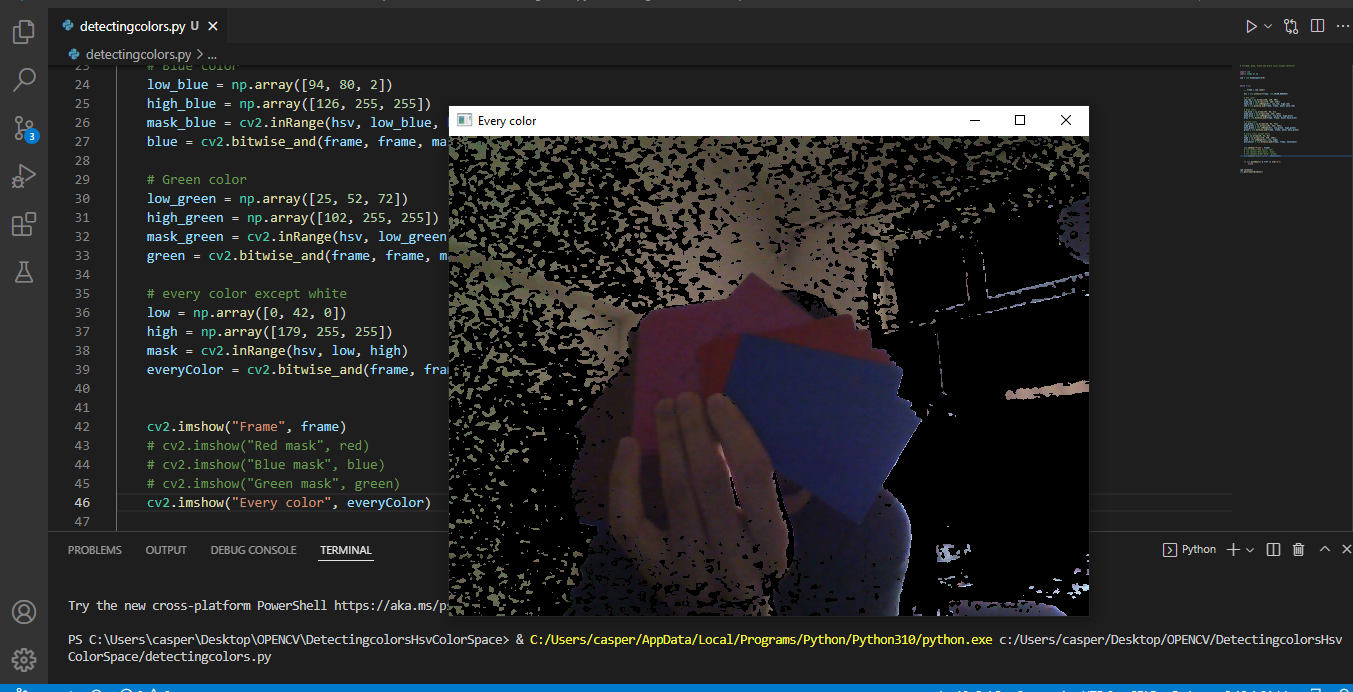 detectingcolors.py U
detectingcolors.py > ...
23 # Blue color
24 low_blue = np.array([94, 80, 2])
25 high_blue = np.array([126, 255, 255])
26 mask_blue = cv2.inRange(hsv, low_blue,
27 blue = cv2.bitwise_and(frame, frame, ma
28
29 # Green color
30 low_green = np.array([25, 52, 72])
31 high_green = np.array([102, 255, 255])
32 mask_green = cv2.inRange(hsv, low_green
33 green = cv2.bitwise_and(frame, frame, m
34
35 # every color except white
36 low = np.array([0, 42, 0])
37 high = np.array([179, 255, 255])
38 mask = cv2.inRange(hsv, low, high)
39 everyColor = cv2.bitwise_and(frame, fra
40
41
42 cv2.imshow("Frame", frame)
43 # cv2.imshow("Red mask", red)
44 # cv2.imshow("Blue mask", blue)
45 # cv2.imshow("Green mask", green)
46 cv2.imshow("Every color", everyColor)
47
Every color
3
PROBLEMS OUTPUT DEBUG CONSOLE TERMINAL
Python
Try the new cross-platform PowerShell https://aka.ms/p
PS C:\Users\casper\Desktop\OPENCV\DetectingcolorsHsvColorSpace> & C:/Users/casper/AppData/Local/Programs/Python/Python310/python.exe c:/Users/casper/Desktop/OPENCV/DetectingcolorsHsv
ColorSpace/detectingcolors.py